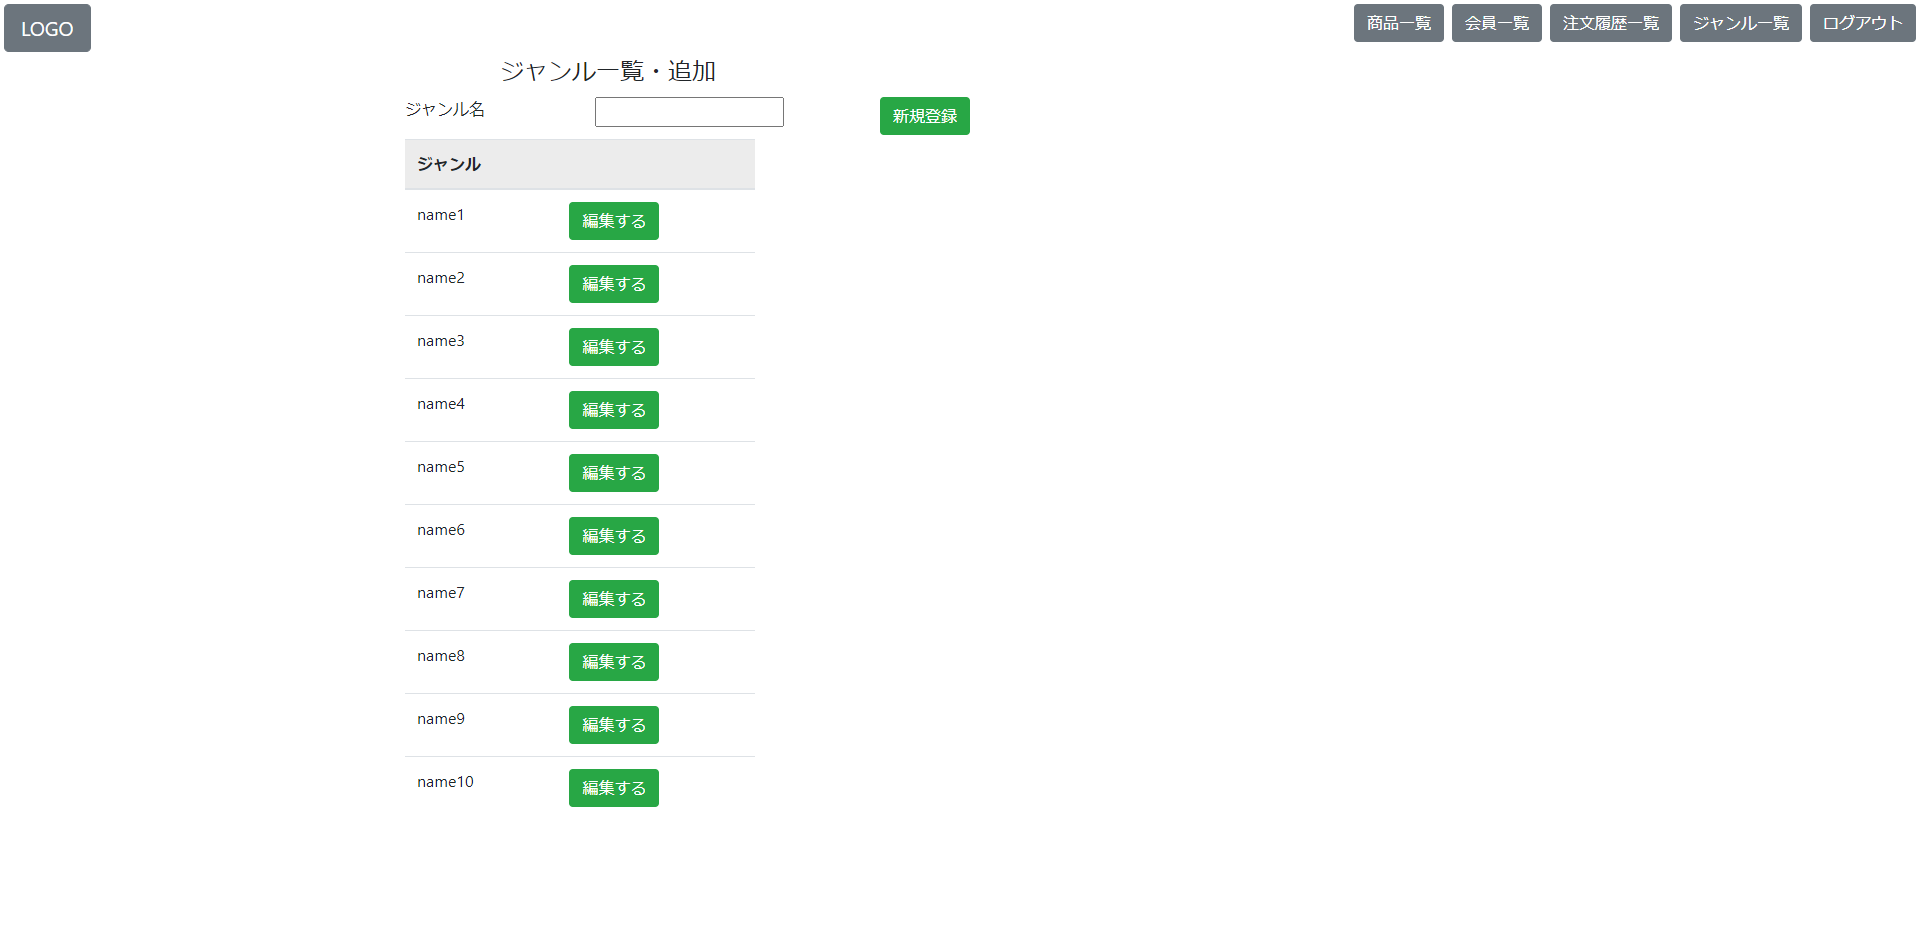 LOGO
商品一覧 会員一覧 注文履歴一覧 ジャンル一覧 ログアウト
ジャンル一覧・追加
ジャンル名 新規登録
ジャンル
name1 編集する
name2 編集する
name3 編集する
name4 編集する
name5 編集する
name6 編集する
name7 編集する
name8 編集する
name9 編集する
name10 編集する